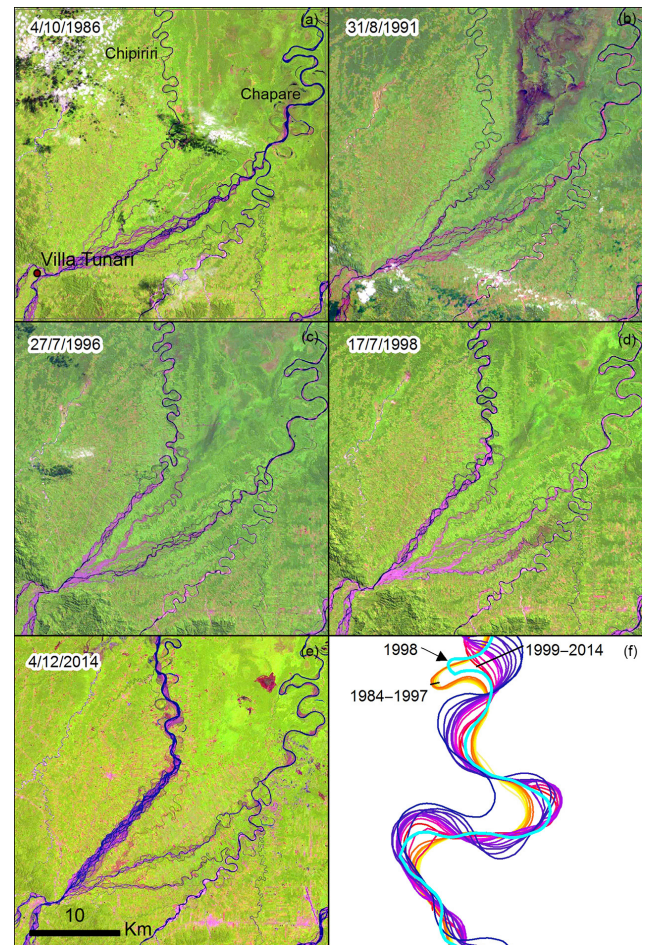 4/10/1986
(a)
Chipiriri
Chapare
Villa Tunari
31/8/1991
(b)
27/7/1996
(c)
17/7/1998
(d)
4/12/2014
(e)
10
Km
(f)
1998
1999–2014
1984–1997